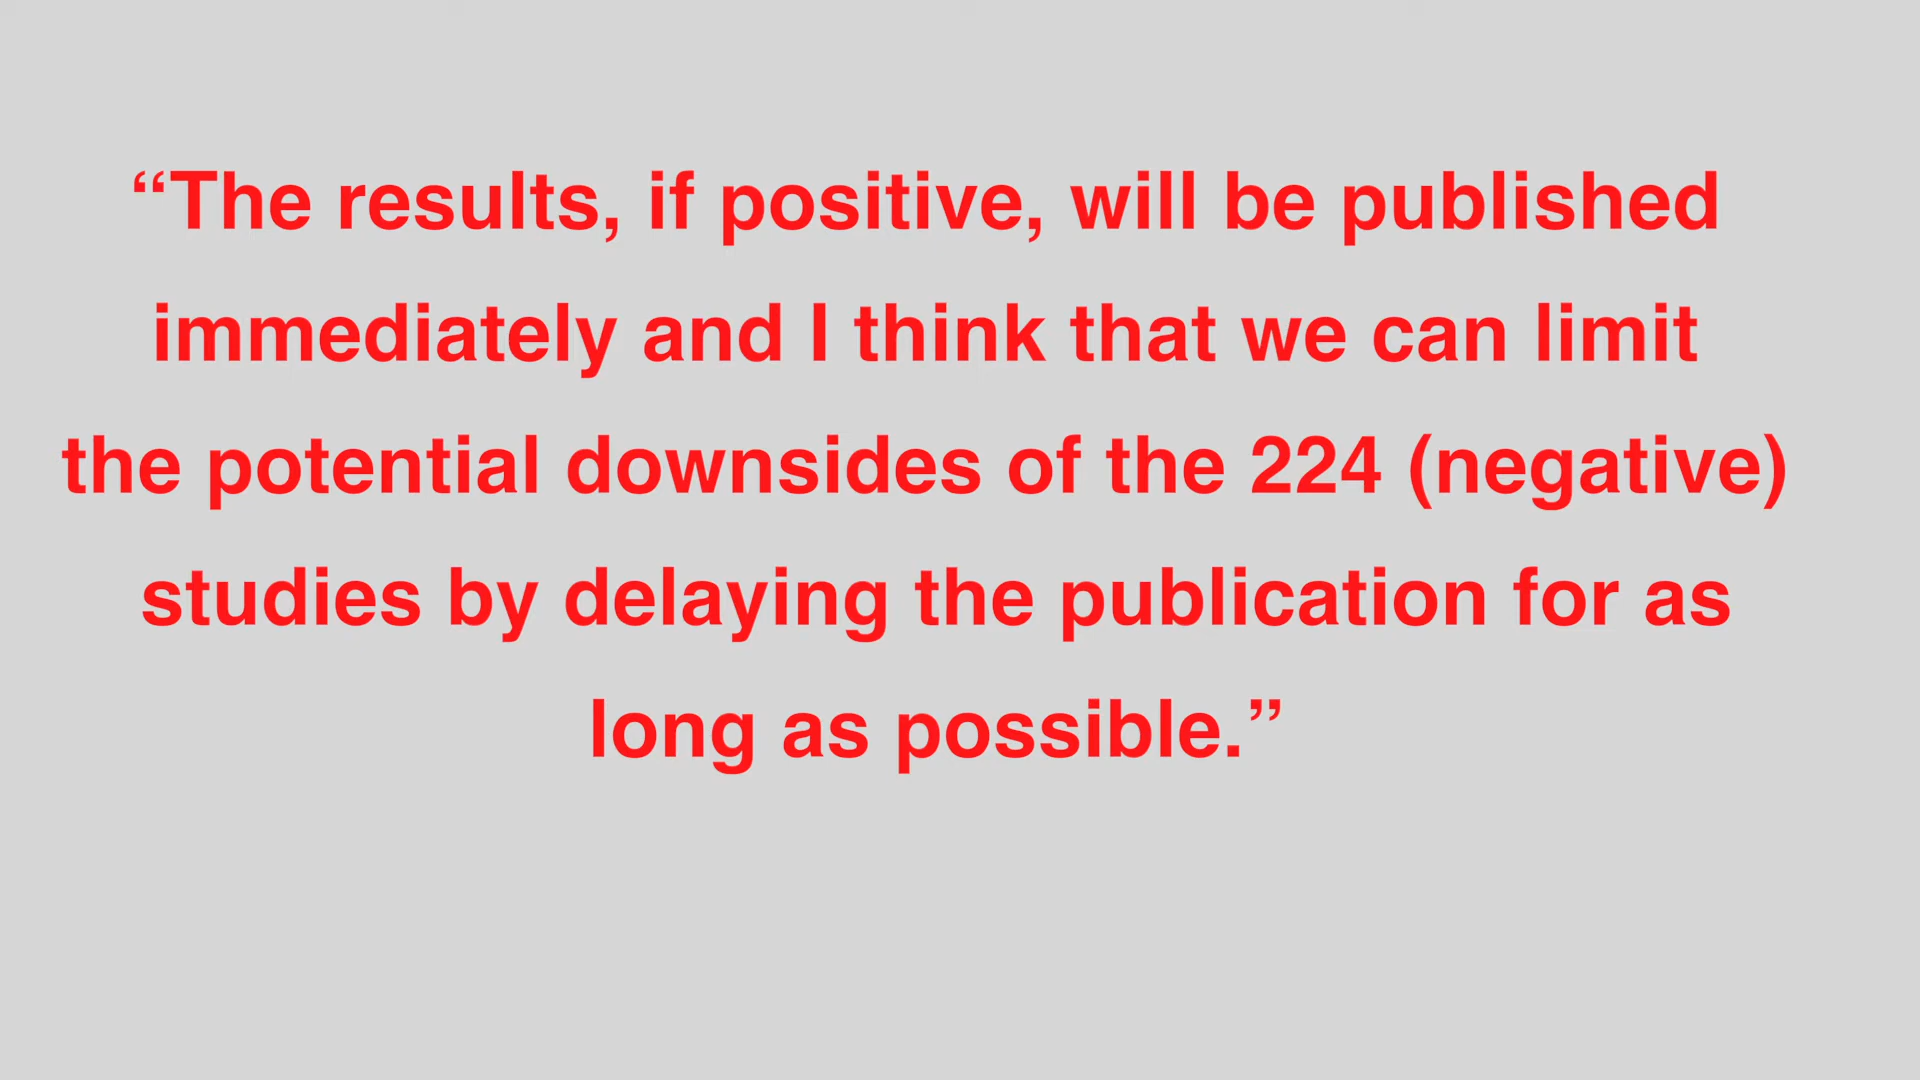 “The results, if positive, will be published
immediately and I think that we can limit
the potential downsides of the 224 (negative)
studies by delaying the publication for as
long as possible.”